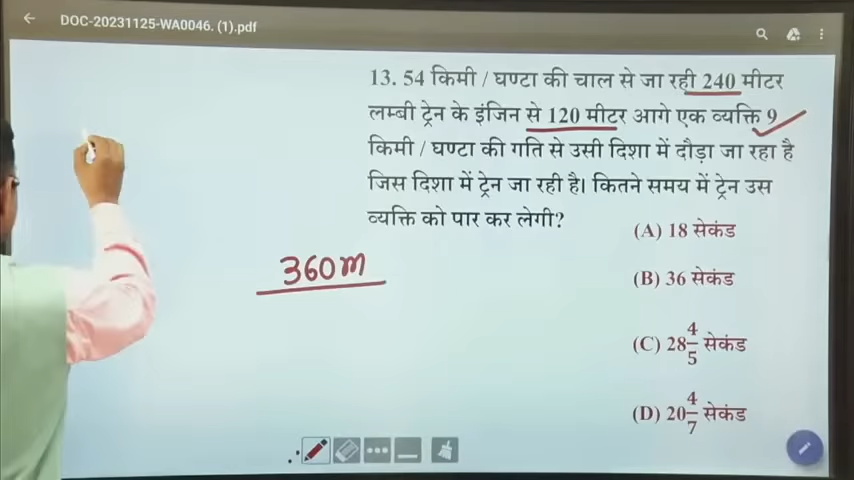 DOC-20231125-WA0046. (1).pdf
13. 54 किमी / घण्टा की चाल से जा रही 240 मीटर
लम्बी ट्रेन के इंजिन से 120 मीटर आगे एक व्यक्ति 9
किमी / घण्टा की गति से उसी दिशा में दौड़ा जा रहा है
जिस दिशा में ट्रेन जा रही है। कितने समय में ट्रेन उस
व्यक्ति को पार कर लेगी?
(A) 18 सेकंड
360m
(B) 36 सेकंड
(C) 28 4/5 सेकंड
(D) 20 4/7 सेकंड